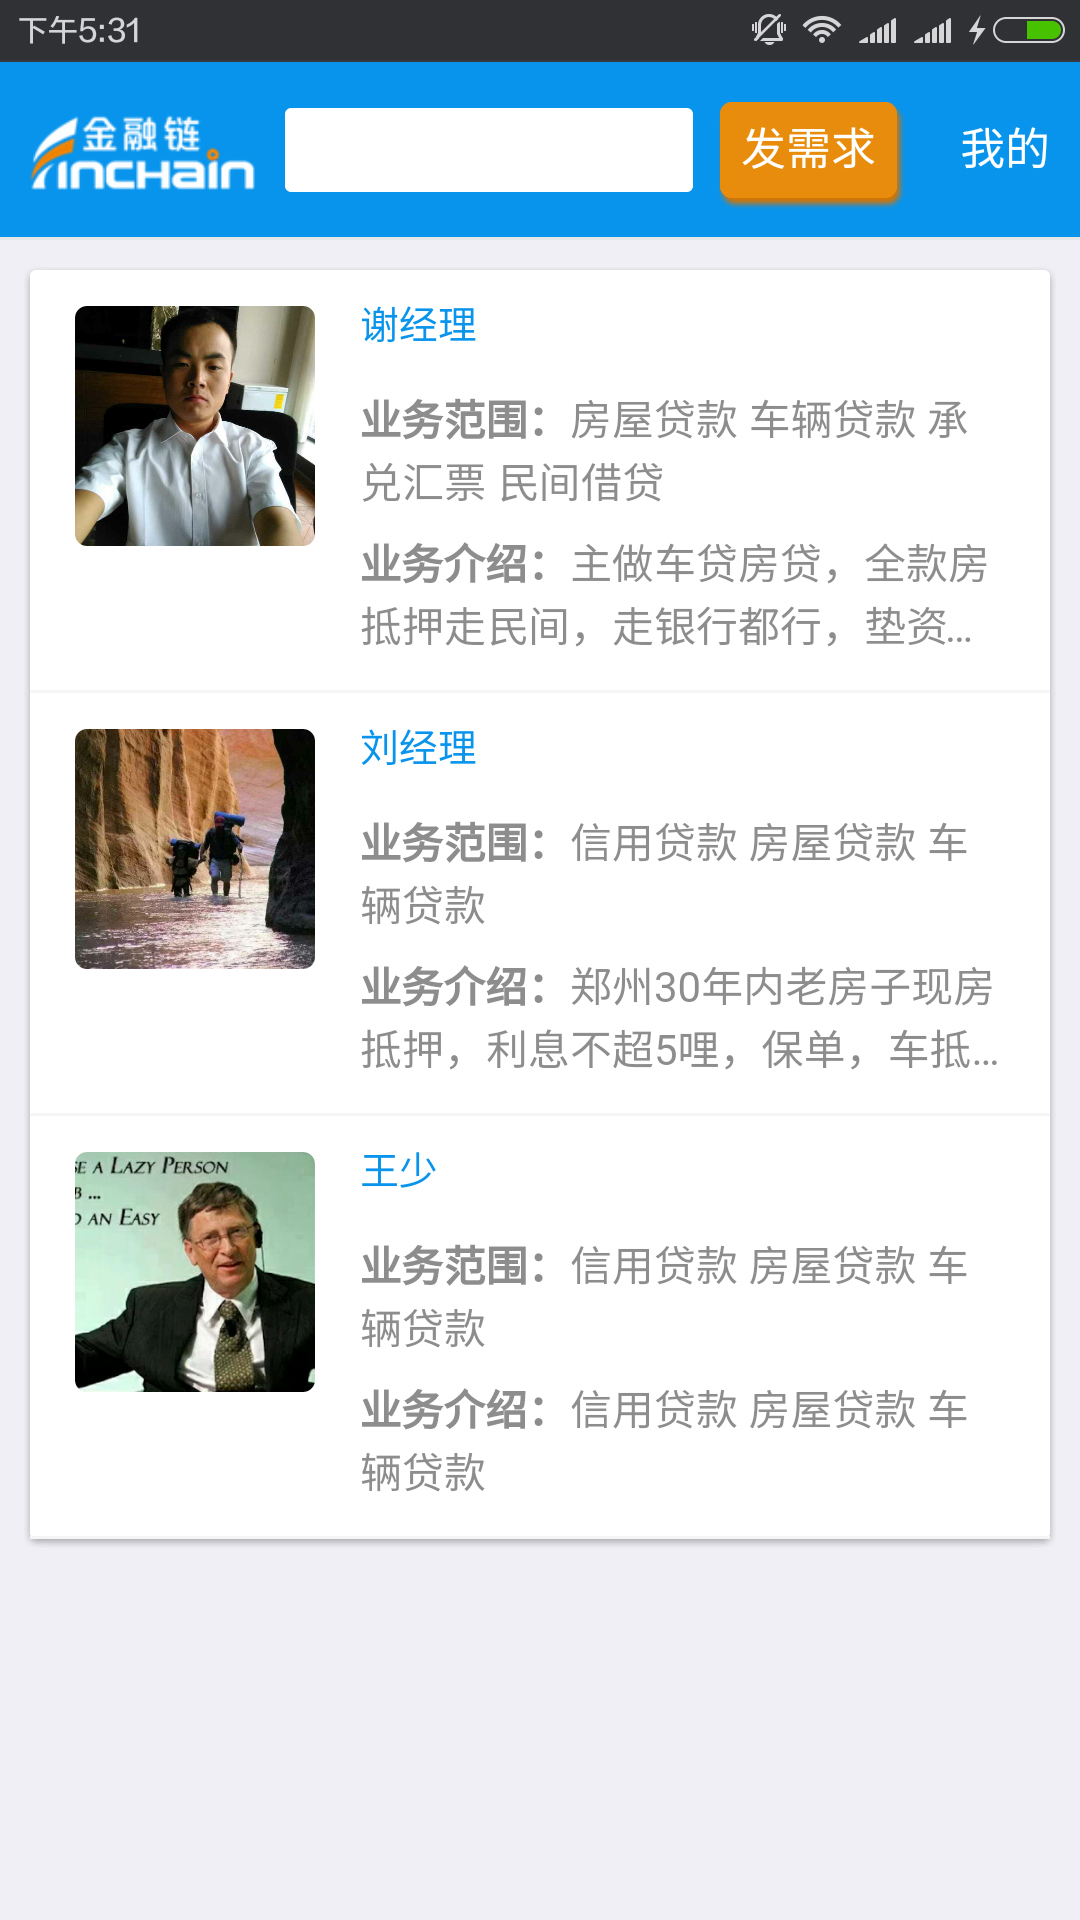 下午5:31
金融链
Finchain
发需求
我的
谢经理
业务范围：房屋贷款 车辆贷款 承
兑汇票 民间借贷
业务介绍：主做车贷房贷，全款房
抵押走民间，走银行都行，垫资...
刘经理
业务范围：信用贷款 房屋贷款 车
辆贷款
业务介绍：郑州30年内老房子现房
抵押，利息不超5哩，保单，车抵...
SE A LAZY PERSON
B ...
D AN EASY
王少
业务范围：信用贷款 房屋贷款 车
辆贷款
业务介绍：信用贷款 房屋贷款 车
辆贷款